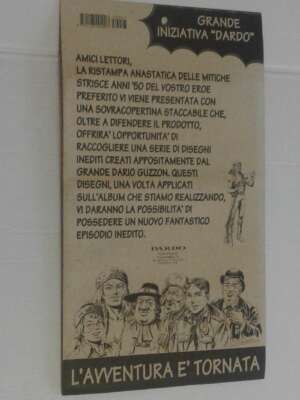 GRANDE
INIZIATIVA "DARDO"
AMICI LETTORI,
LA RISTAMPA ANASTATICA DELLE MITICHE
STRISCE ANNI '50 DEL VOSTRO EROE
PREFERITO VI VIENE PRESENTATA CON
UNA SOVRACOPERTINA STACCABILE CHE,
OLTRE A DIFENDERE IL PRODOTTO,
OFFRIRA' L'OPPORTUNITA' DI
RACCOGLIERE UNA SERIE DI DISEGNI
INEDITI CREATI APPOSITAMENTE DAL
GRANDE DARIO GUZZON. QUESTI
DISEGNI, UNA VOLTA APPLICATI
SULL'ALBUM CHE STIAMO REALIZZANDO,
VI DARANNO LA POSSIBILITA' DI
POSSEDERE UN NUOVO FANTASTICO
EPISODIO INEDITO.
DARDO
L'AVVENTURA E' TORNATA